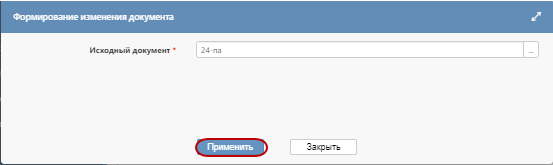 Формирование изменения документа
Исходный документ * 24-па ...
Применить Закрыть